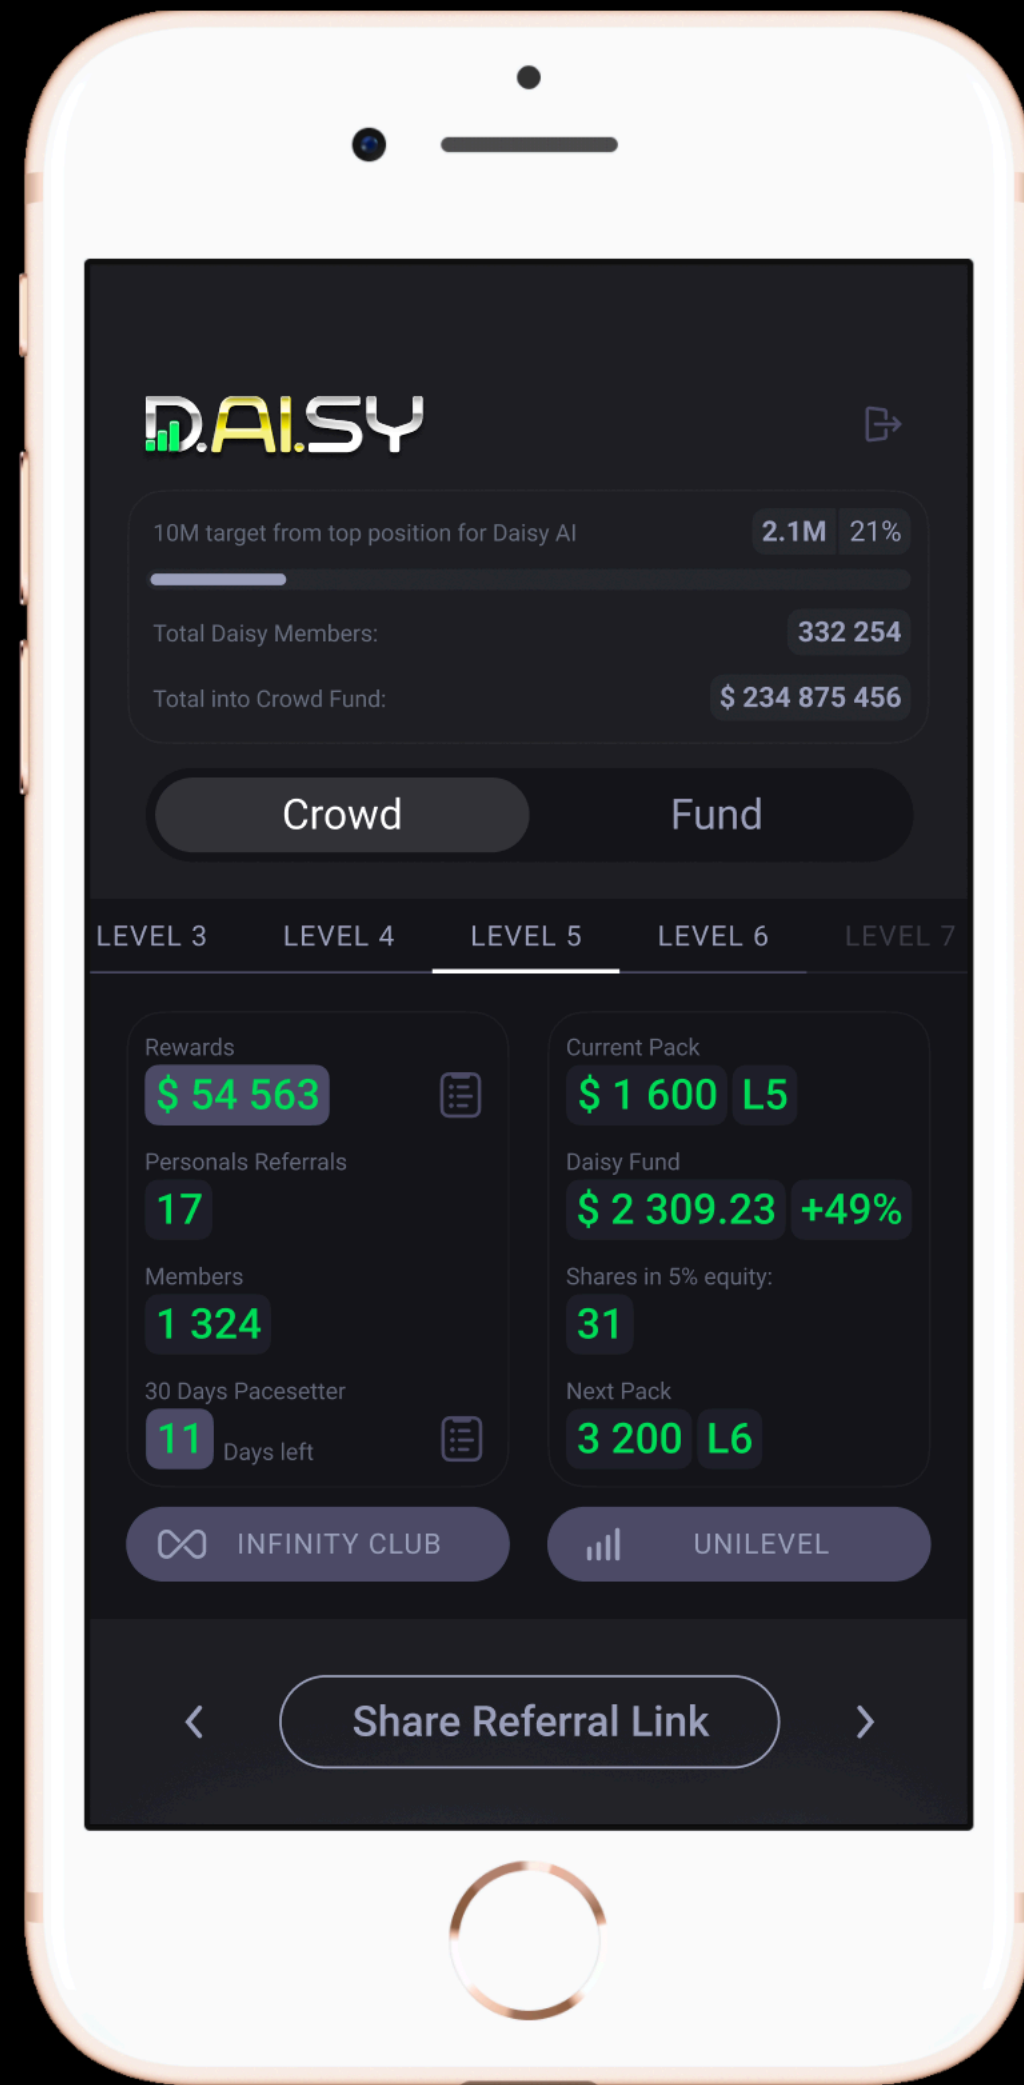 D.AI.SY
10M target from top position for Daisy AI 2.1M 21%
Total Daisy Members: 332 254
Total into Crowd Fund: $ 234 875 456
Crowd Fund
LEVEL 3 LEVEL 4 LEVEL 5 LEVEL 6 LEVEL 7
Rewards
$ 54 563
Personals Referrals
17
Members
1 324
30 Days Pacesetter
11 Days left
Current Pack
$ 1 600 L5
Daisy Fund
$ 2 309.23 +49%
Shares in 5% equity:
31
Next Pack
3 200 L6
INFINITY CLUB UNILEVEL
Share Referral Link